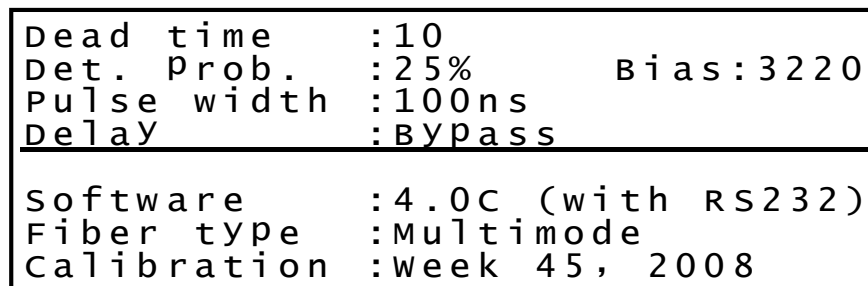 Dead time :10
Det. Prob. :25% Bias:3220
Pulse width :100ns
Delay :Bypass
Software :4.0C (with RS232)
Fiber type :Multimode
Calibration :Week 45, 2008